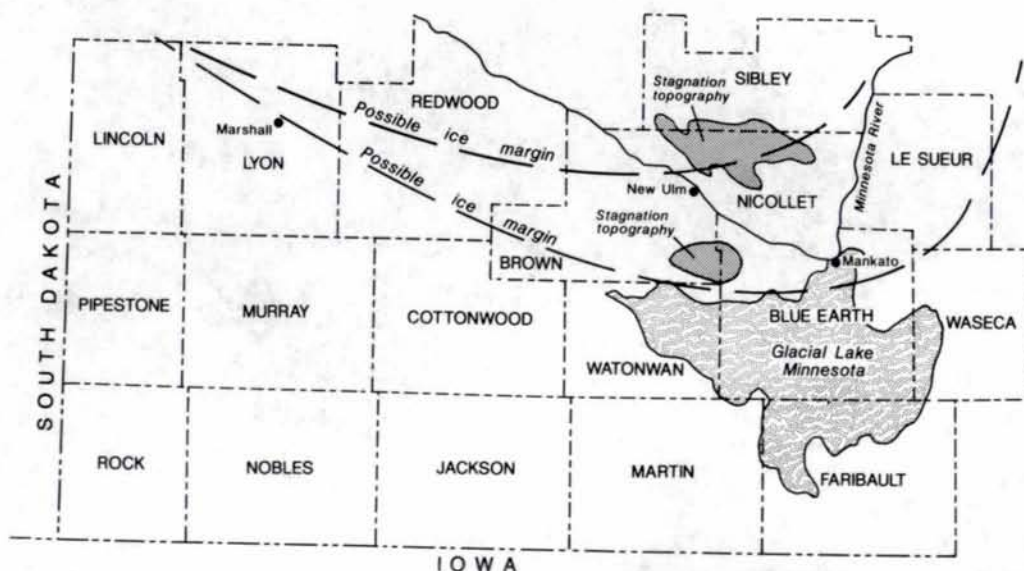 SIBLEY
Stagnation
topography
REDWOOD
Possible ice margin
LINCOLN
Marshall
LYON
Minnesota River
LE SUEUR
Possible ice margin
New Ulm
NICOLLET
Stagnation
topography
SOUTH DAKOTA
BROWN
Mankato
PIPESTONE
MURRAY
COTTONWOOD
BLUE EARTH
WASECA
WATONWAN
Glacial Lake
Minnesota
ROCK
NOBLES
JACKSON
MARTIN
FARIBAULT
IOWA